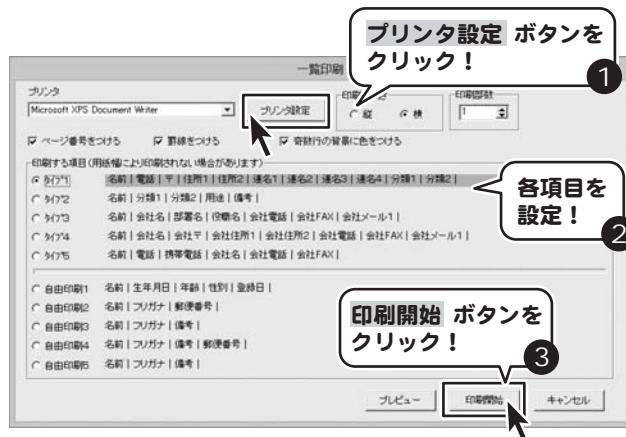 プリンタ設定 ボタンを
クリック！
1
一覧印刷
プリンタ
Microsoft XPS Document Writer
プリンタ設定
縦
横
印刷部数
1
ページ番号をつける
罫線をつける
奇数行の背景に色をつける
印刷する項目(用紙幅により印刷されない場合があります)
タイプ1 名前 | 電話 | 〒 | 住所1 | 住所2 | 連名1 | 連名2 | 連名3 | 連名4 | 分類1 | 分類2 |
タイプ2 名前 | 分類1 | 分類2 | 用途 | 備考 |
タイプ3 名前 | 会社名 | 部署名 | 役職名 | 会社電話 | 会社FAX | 会社メール1 |
タイプ4 名前 | 会社名 | 会社〒 | 会社住所1 | 会社住所2 | 会社電話 | 会社FAX | 会社メール1 |
タイプ5 名前 | 電話 | 携帯電話 | 会社名 | 会社電話 | 会社FAX |
各項目を
設定！
2
自由印刷1 名前 | 生年月日 | 年齢 | 性別 | 登録日 |
自由印刷2 名前 | フリガナ | 郵便番号 |
自由印刷3 名前 | フリガナ | 備考 |
自由印刷4 名前 | フリガナ | 備考 | 郵便番号 |
自由印刷5 名前 | フリガナ | 備考 |
印刷開始 ボタンを
クリック！
3
プレビュー
印刷開始
キャンセル